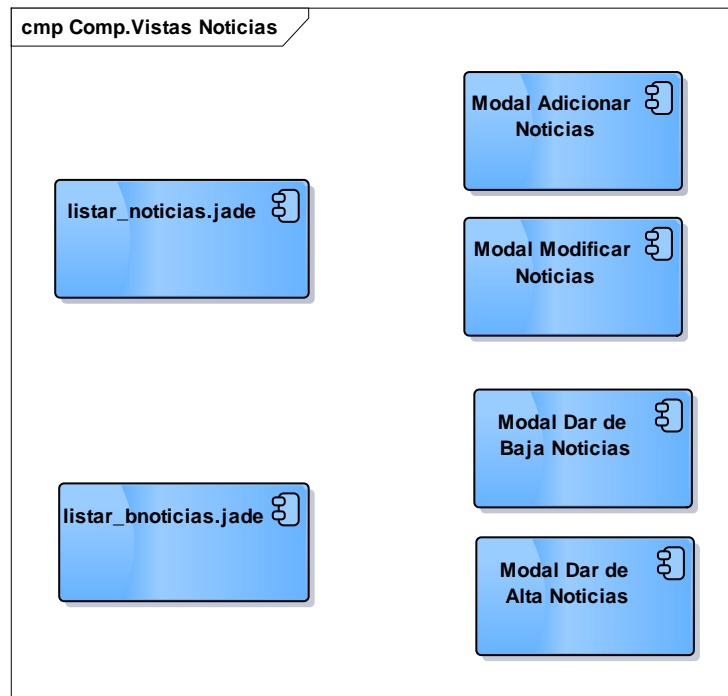 cmp Comp.Vistas Noticias
Modal Adicionar
Noticias
listar_noticias.jade
Modal Modificar
Noticias
Modal Dar de
Baja Noticias
listar_bnoticias.jade
Modal Dar de
Alta Noticias